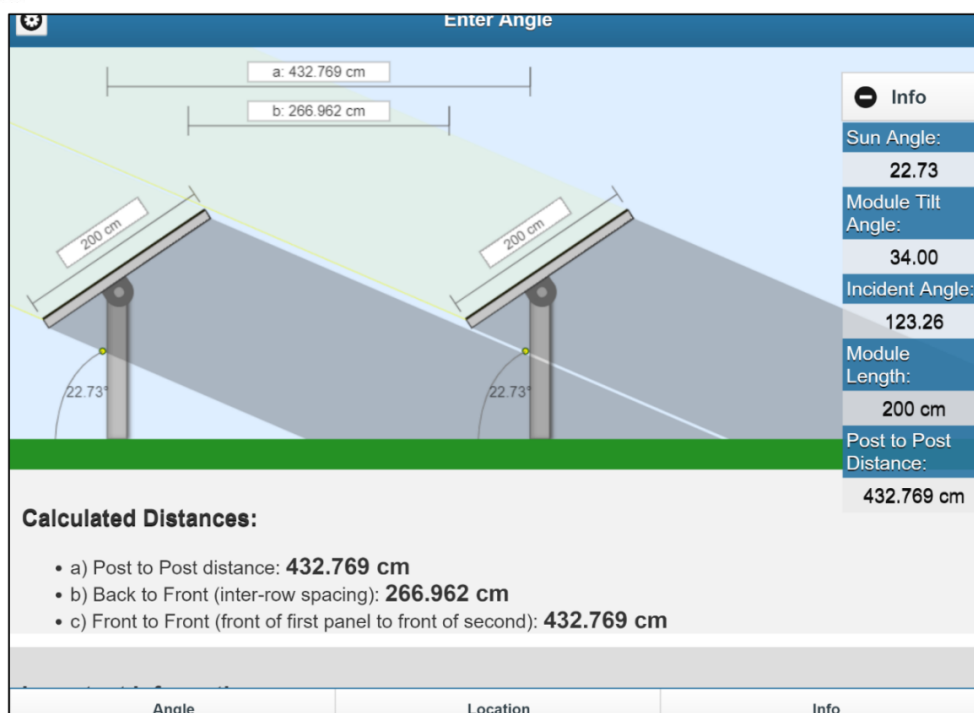 Enter Angle
a: 432.769 cm
b: 266.962 cm
Info
Sun Angle:
22.73
Module Tilt
Angle:
34.00
Incident Angle:
123.26
Module
Length:
200 cm
Post to Post
Distance:
432.769 cm
200 cm
200 cm
22.73°
22.73°
Calculated Distances:
• a) Post to Post distance: 432.769 cm
• b) Back to Front (inter-row spacing): 266.962 cm
• c) Front to Front (front of first panel to front of second): 432.769 cm
Angle
Location
Info